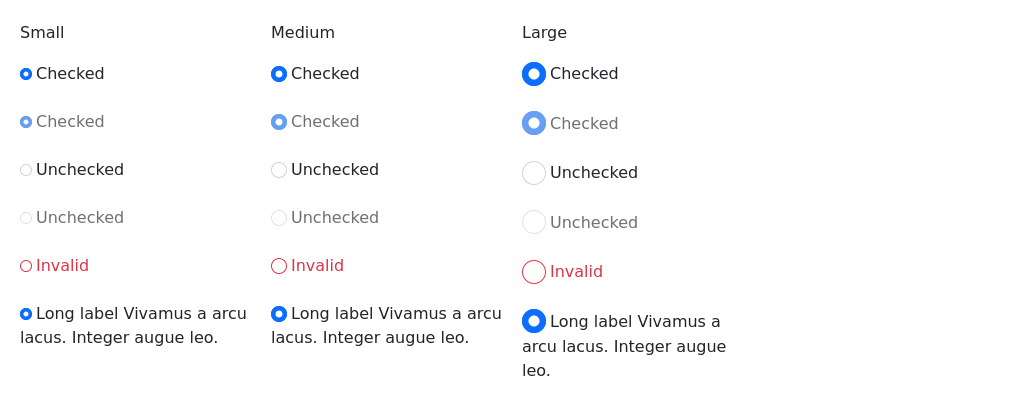 Small
Checked
Checked
Unchecked
Unchecked
Invalid
Long label Vivamus a arcu
lacus. Integer augue leo.
Medium
Checked
Checked
Unchecked
Unchecked
Invalid
Long label Vivamus a arcu
lacus. Integer augue leo.
Large
Checked
Checked
Unchecked
Unchecked
Invalid
Long label Vivamus a
arcu lacus. Integer augue
leo.